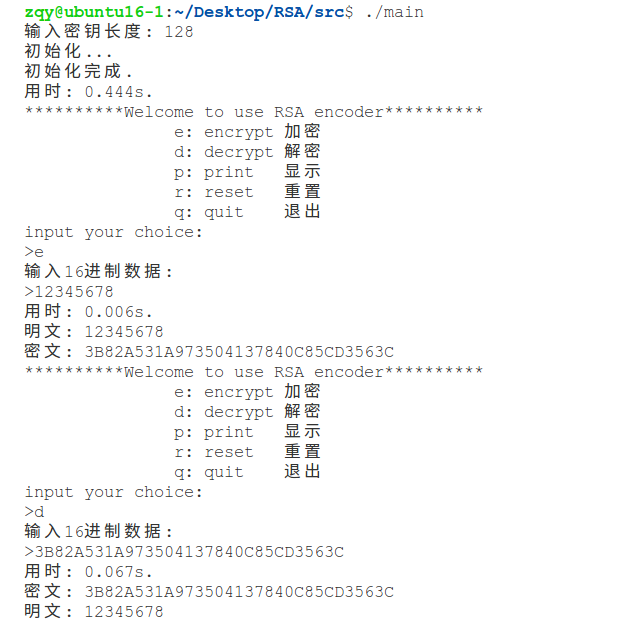 zqy@ubuntu16-1:~/Desktop/RSA/src$ ./main
输入密钥长度: 128
初始化...
初始化完成.
用时: 0.444s.
**********Welcome to use RSA encoder**********
e: encrypt 加密
d: decrypt 解密
p: print 显示
r: reset 重置
q: quit 退出
input your choice:
>e
输入16进制数据:
>12345678
用时: 0.006s.
明文: 12345678
密文: 3B82A531A973504137840C85CD3563C
**********Welcome to use RSA encoder**********
e: encrypt 加密
d: decrypt 解密
p: print 显示
r: reset 重置
q: quit 退出
input your choice:
>d
输入16进制数据:
>3B82A531A973504137840C85CD3563C
用时: 0.067s.
密文: 3B82A531A973504137840C85CD3563C
明文: 12345678